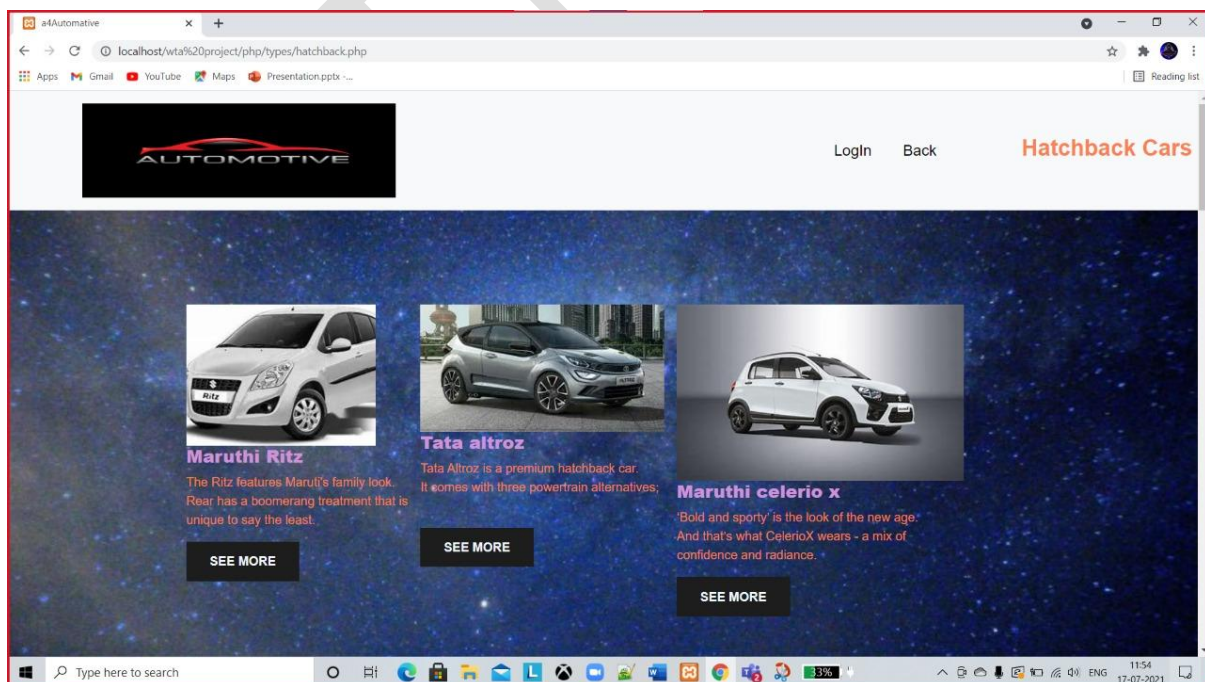 a4Automative
localhost/wta%20project/php/types/hatchback.php
Apps
Gmail
YouTube
Maps
Presentation.pptx -...
Reading list
AUTOMOTIVE
LogIn
Back
Hatchback Cars
Ritz
Maruthi Ritz
The Ritz features Maruti's family look.
Rear has a boomerang treatment that is
unique to say the least.
SEE MORE
ALTROZ
Tata altroz
Tata Altroz is a premium hatchback car.
It comes with three powertrain alternatives;
SEE MORE
Maruthi celerio x
'Bold and sporty' is the look of the new age.
And that's what CelerioX wears - a mix of
confidence and radiance.
SEE MORE
Type here to search
33%
ENG
11:54
17-07-2021